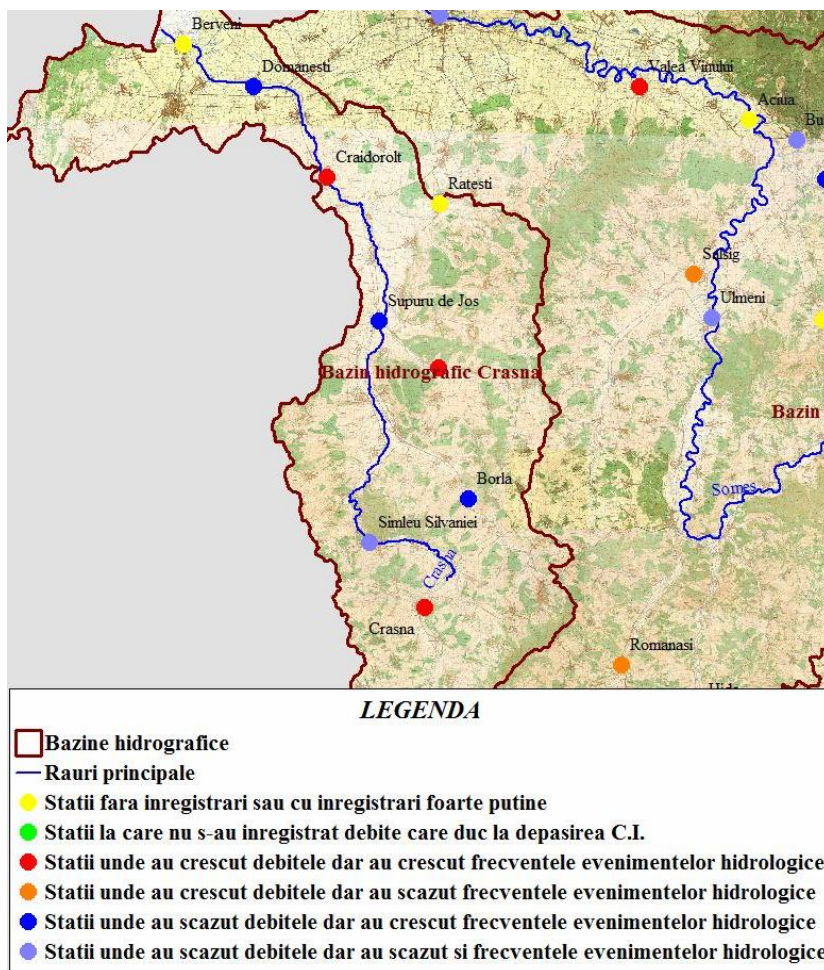 Berveni
Domanesti
Valea Vinului
Aciua
Bu
Craidorolt
Ratesti
Salsig
Supuru de Jos
Ulmeni
Bazin hidrografic Crasna
Bazin
Borla
Somes
Simleu Silvaniei
Crasna
Crasna
Romanasi
LEGENDA
Bazine hidrografice
Rauri principale
Statii fara inregistrari sau cu inregistrari foarte putine
Statii la care nu s-au inregistrat debite care duc la depasirea C.I.
Statii unde au crescut debitele dar au crescut frecventele evenimentelor hidrologice
Statii unde au crescut debitele dar au scazut frecventele evenimentelor hidrologice
Statii unde au scazut debitele dar au crescut frecventele evenimentelor hidrologice
Statii unde au scazut debitele dar au scazut si frecventele evenimentelor hidrologice